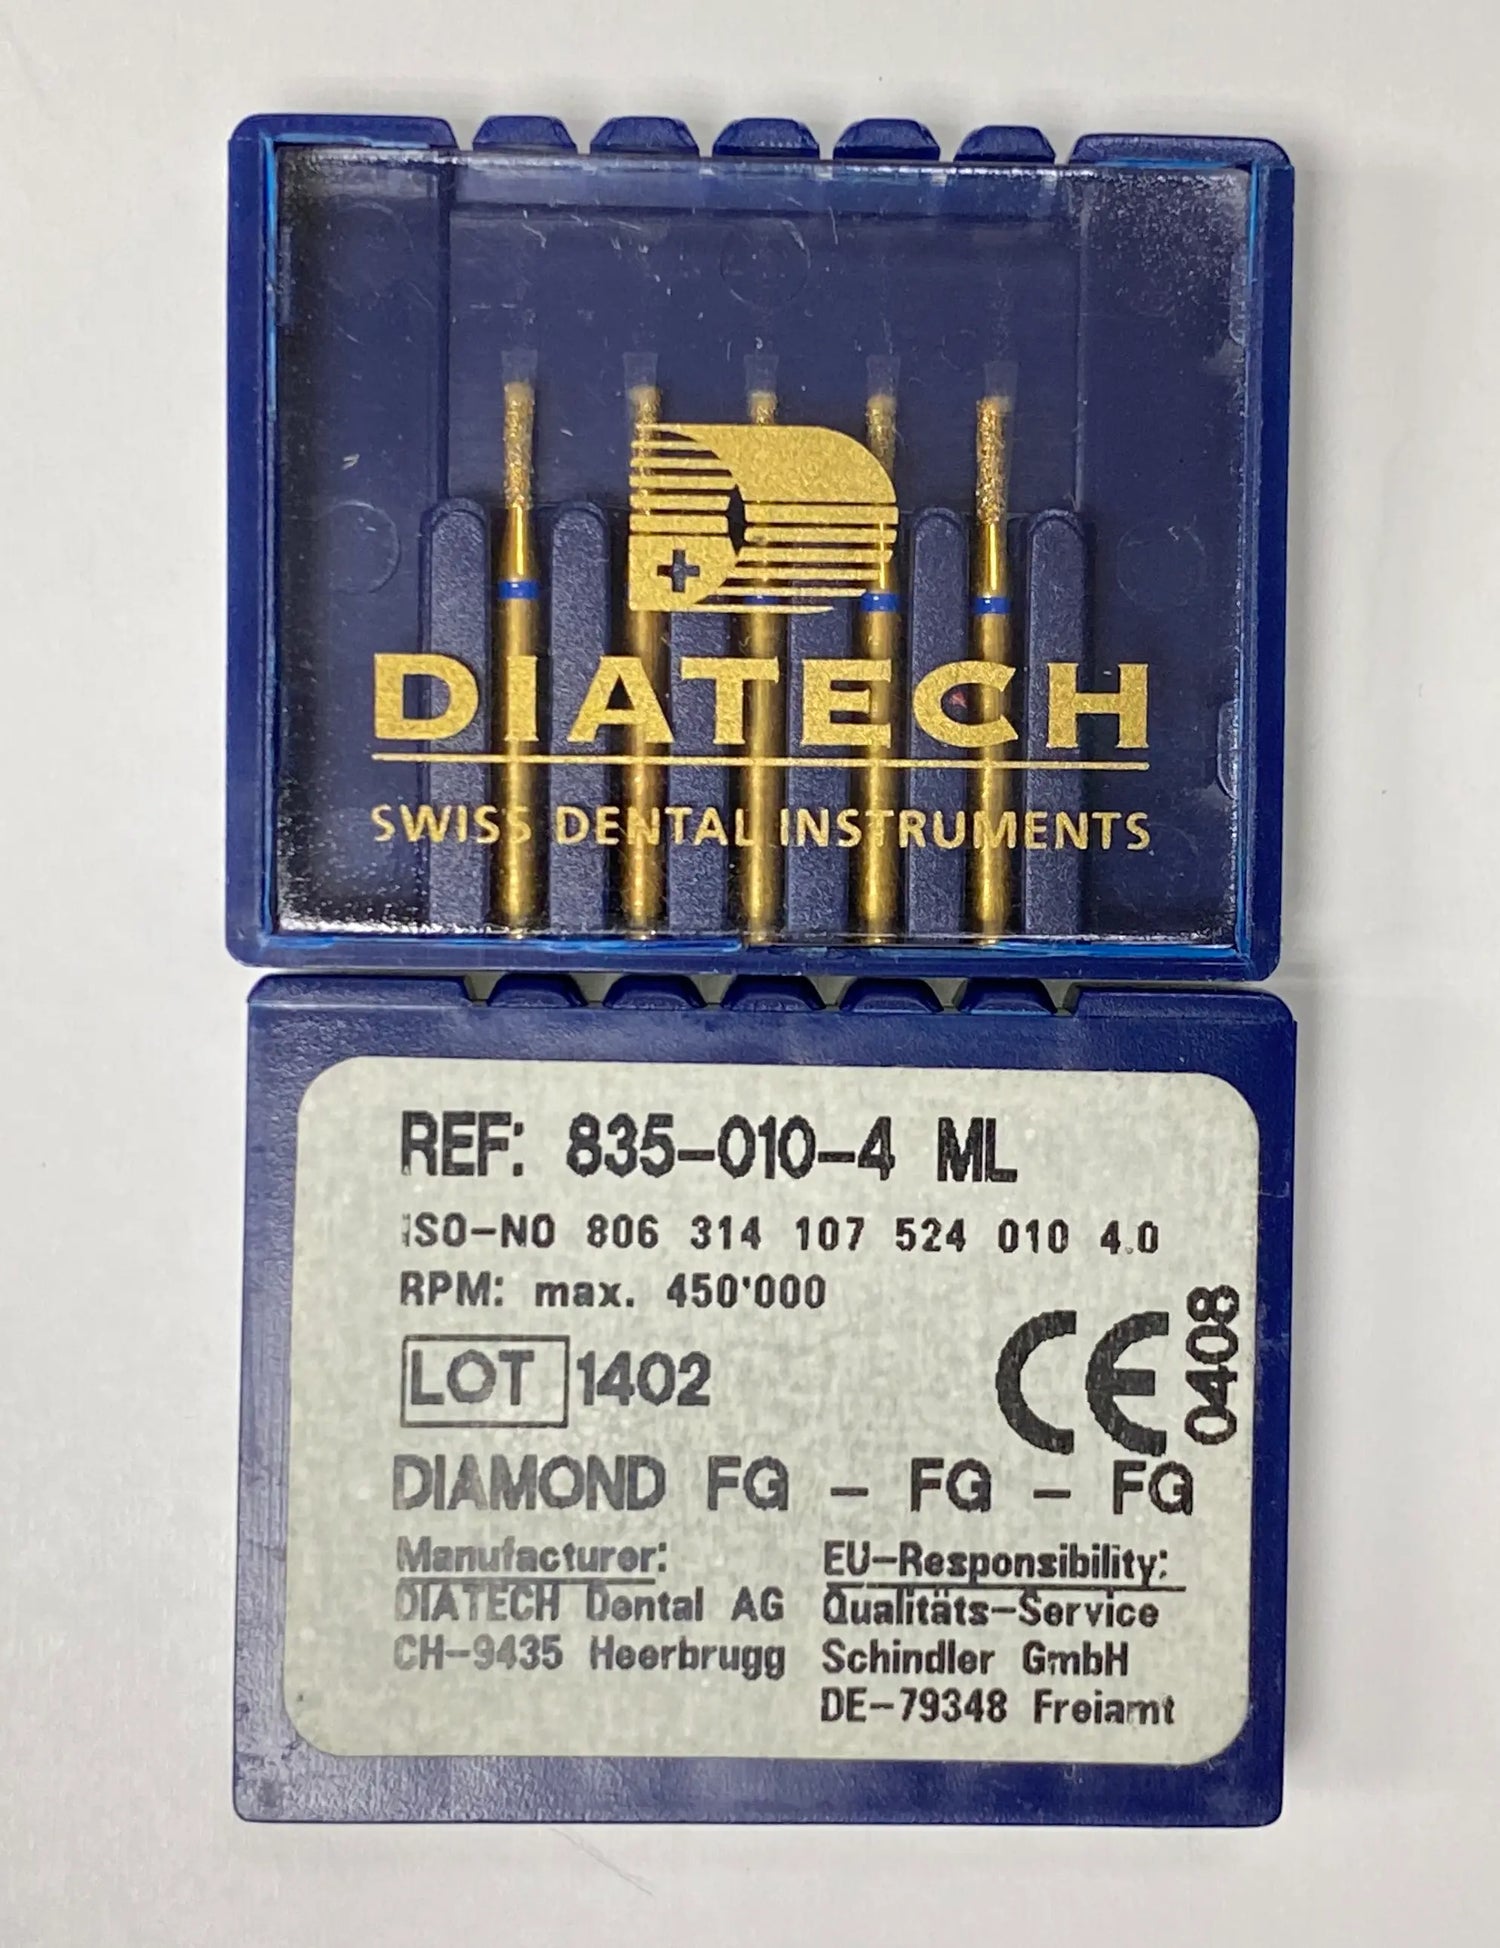 DIATECH
SWISS DENTAL INSTRUMENTS
REF: 835-010-4 ML
ISO-NO 806 314 107 524 010 4.0
RPM: max. 450'000
LOT 1402
CE 0408
DIAMOND FG - FG - FG
Manufacturer:
DIATECH Dental AG
CH-9435 Heerbrugg
EU-Responsibility:
Qualitäts-Service
Schindler GmbH
DE-79348 Freiamt